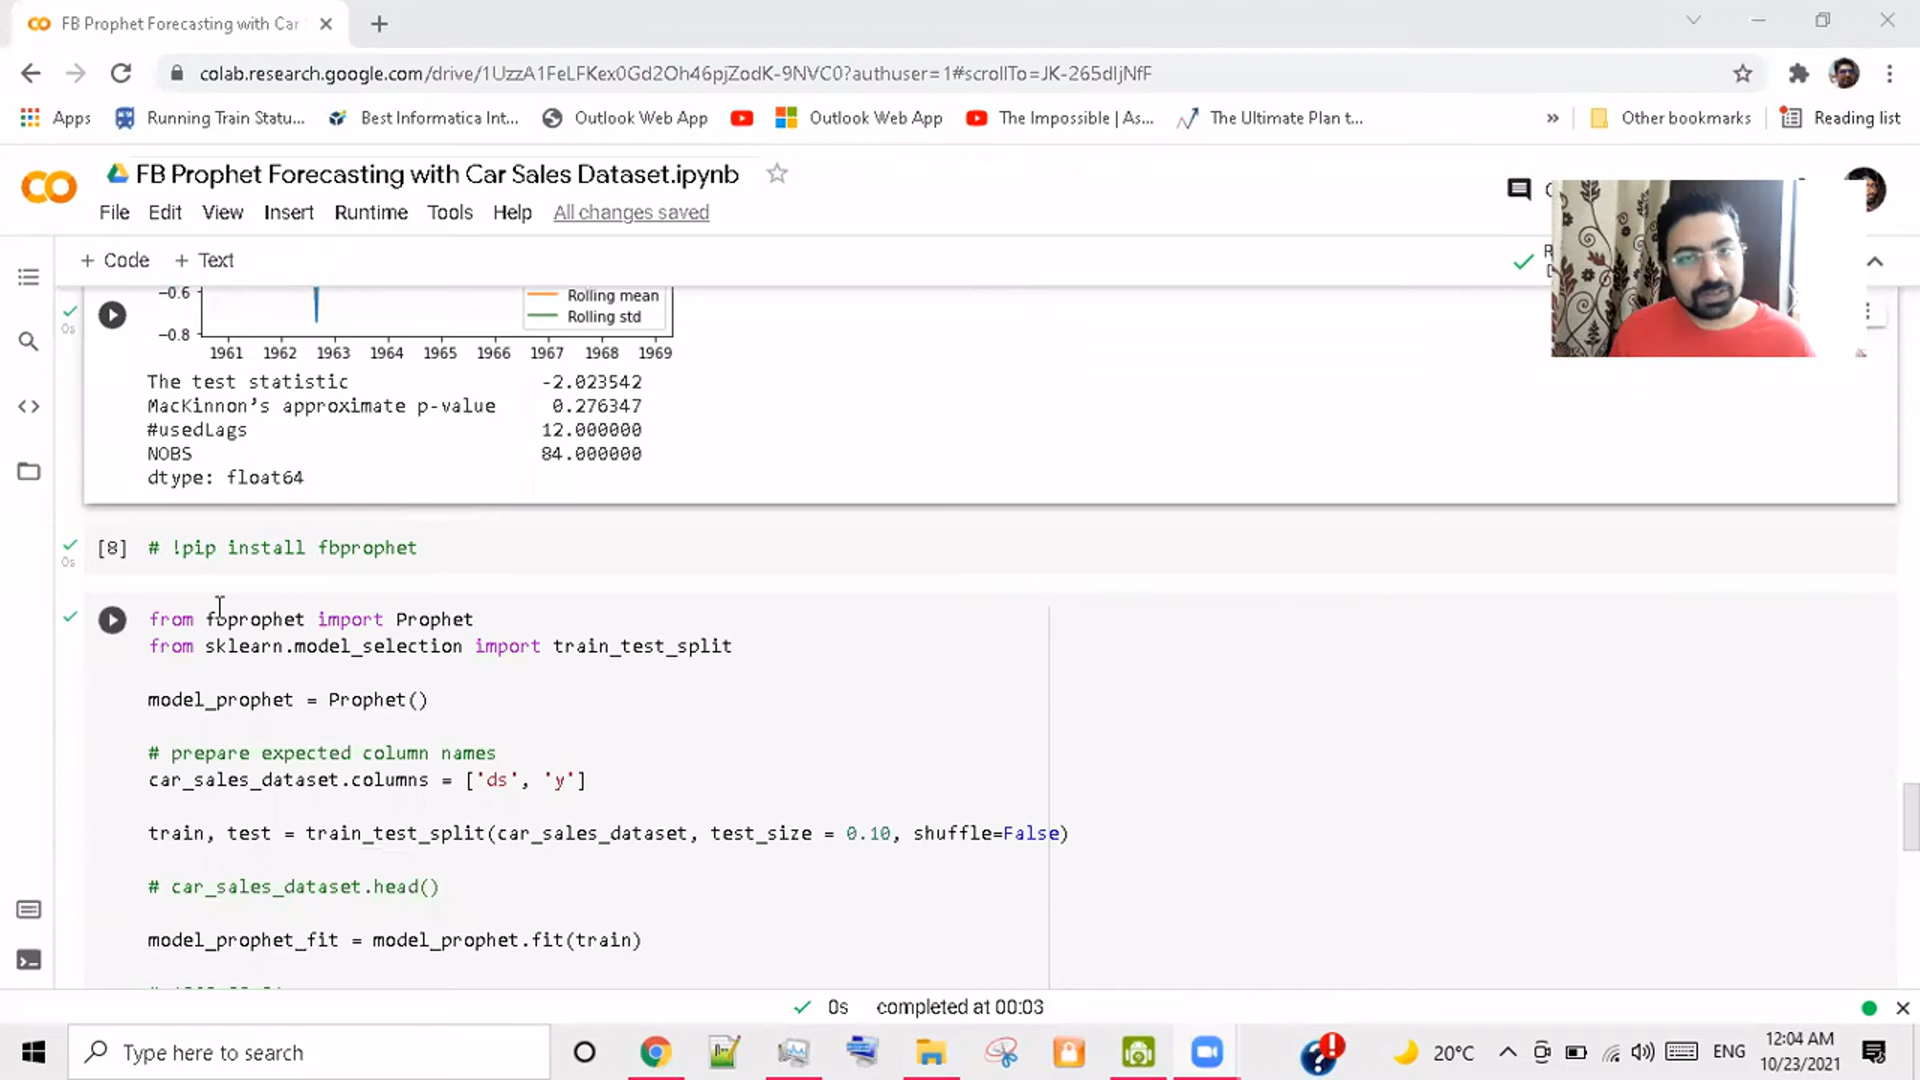 FB Prophet Forecasting with Car
colab.research.google.com/drive/1UzzA1FeLFKex0Gd2Oh46pjZodK-9NVC0?authuser=1#scrollTo=JK-265dIjNfF
Apps Running Train Statu... Best Informatica Int... Outlook Web App Outlook Web App The Impossible | As... The Ultimate Plan t... » Other bookmarks Reading list
FB Prophet Forecasting with Car Sales Dataset.ipynb
File Edit View Insert Runtime Tools Help All changes saved
+ Code + Text
−0.6 Rolling mean
Rolling std
−0.8
1961 1962 1963 1964 1965 1966 1967 1968 1969
0s
The test statistic -2.023542
MacKinnon’s approximate p-value 0.276347
#usedLags 12.000000
NOBS 84.000000
dtype: float64
[8] # !pip install fbprophet
0s
from fbprophet import Prophet
from sklearn.model_selection import train_test_split
model_prophet = Prophet()
# prepare expected column names
car_sales_dataset.columns = ['ds', 'y']
train, test = train_test_split(car_sales_dataset, test_size = 0.10, shuffle=False)
# car_sales_dataset.head()
model_prophet_fit = model_prophet.fit(train)
0s completed at 00:03
Type here to search
20°C
ENG
12:04 AM
10/23/2021